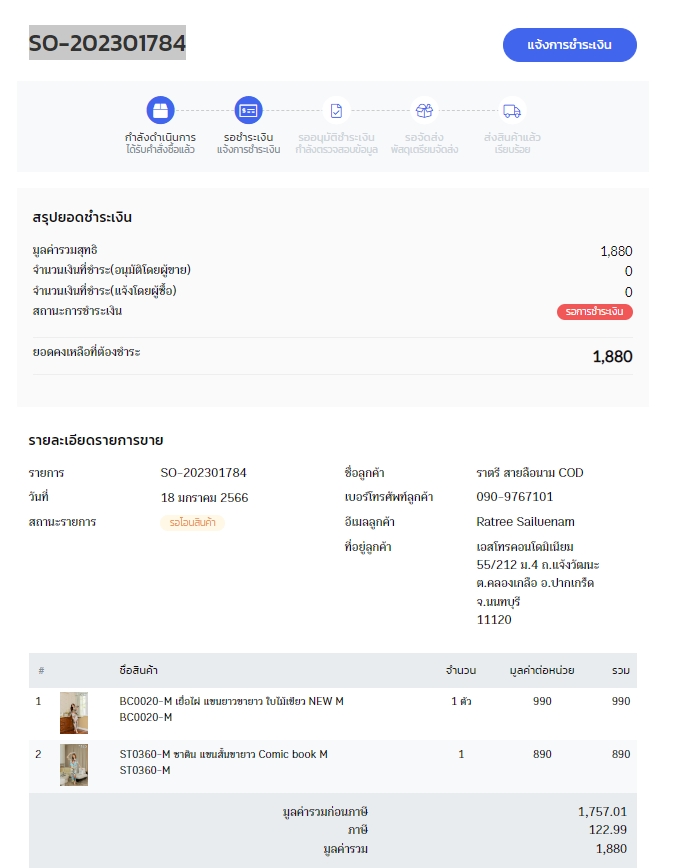 SO-202301784
แจ้งการชำระเงิน
กำลังดำเนินการ
ได้รับคำสั่งซื้อแล้ว
รอชำระเงิน
แจ้งการชำระเงิน
รออนุมัติชำระเงิน
กำลังตรวจสอบข้อมูล
รอจัดส่ง
พัสดุเตรียมจัดส่ง
ส่งสินค้าแล้ว
เรียบร้อย
สรุปยอดชำระเงิน
มูลค่ารวมสุทธิ 1,880
จำนวนเงินที่ชำระ(อนุมัติโดยผู้ขาย) 0
จำนวนเงินที่ชำระ(แจ้งโดยผู้ซื้อ) 0
สถานะการชำระเงิน รอการชำระเงิน
ยอดคงเหลือที่ต้องชำระ 1,880
รายละเอียดรายการขาย
รายการ SO-202301784
วันที่ 18 มกราคม 2566
สถานะรายการ รอโอนสินค้า
ชื่อลูกค้า ราตรี สายลือนาม COD
เบอร์โทรศัพท์ลูกค้า 090-9767101
อีเมลลูกค้า Ratree Sailuenam
ที่อยู่ลูกค้า เอสโทรคอนโดมิเนียม
55/212 ม.4 ถ.แจ้งวัฒนะ
ต.คลองเกลือ อ.ปากเกร็ด
จ.นนทบุรี
11120
# ชื่อสินค้า จำนวน มูลค่าต่อหน่วย รวม
1 BC0020-M เยื่อไผ่ แขนยาวขายาว ใบไม้เขียว NEW M 1 ตัว 990 990
BC0020-M
2 ST0360-M ซาติน แขนสั้นขายาว Comic book M 1 890 890
ST0360-M
มูลค่ารวมก่อนภาษี 1,757.01
ภาษี 122.99
มูลค่ารวม 1,880